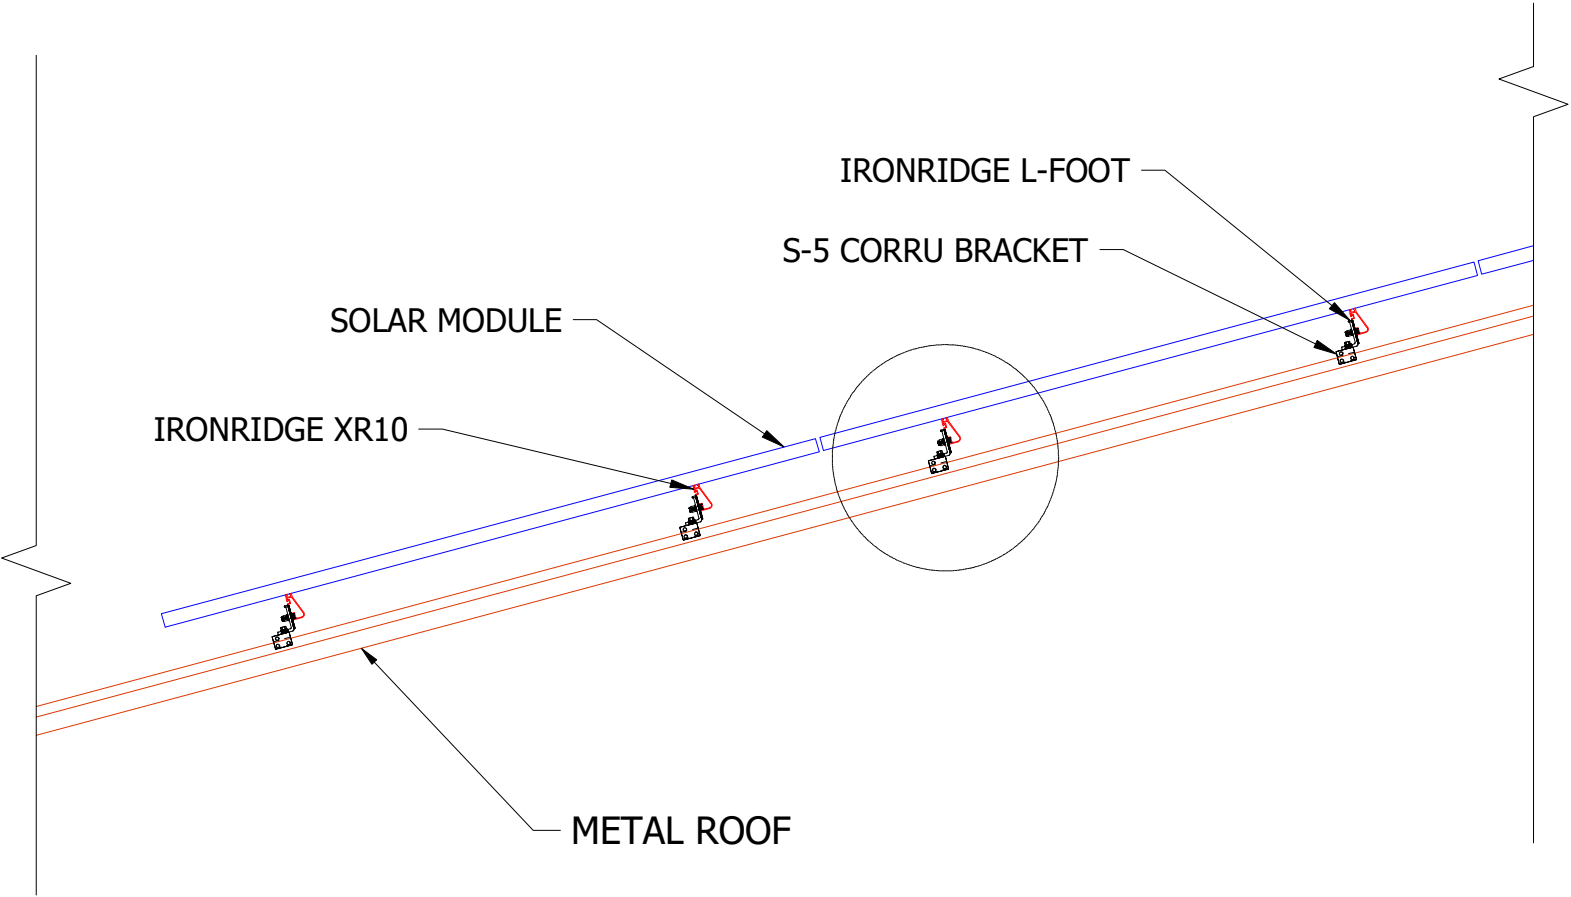 IRONRIDGE L-FOOT
S-5 CORRU BRACKET
SOLAR MODULE
IRONRIDGE XR10
METAL ROOF